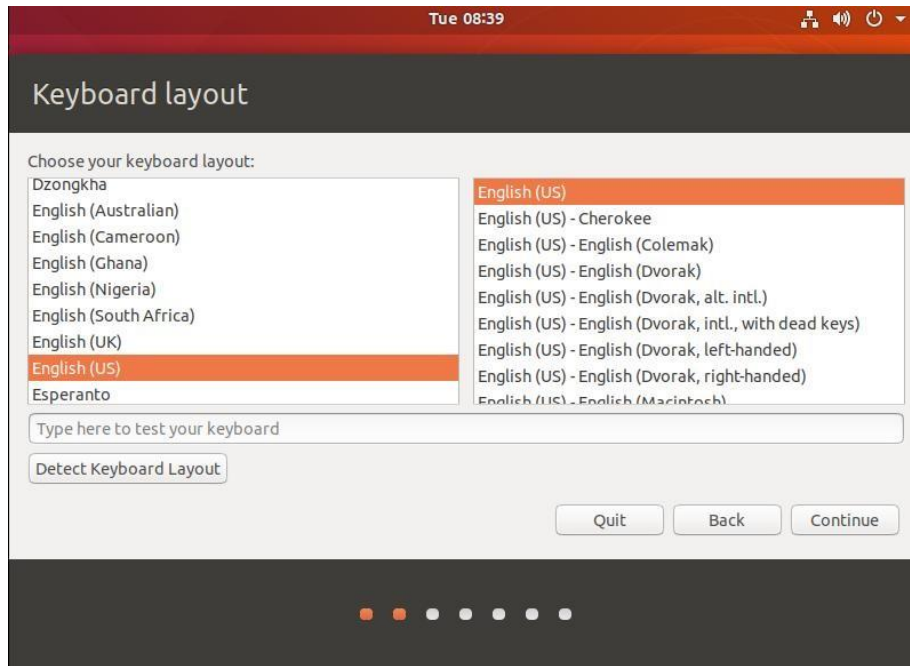 Tue 08:39
Keyboard layout
Choose your keyboard layout:
Dzongkha
English (Australian)
English (Cameroon)
English (Ghana)
English (Nigeria)
English (South Africa)
English (UK)
English (US)
Esperanto
English (US)
English (US) - Cherokee
English (US) - English (Colemak)
English (US) - English (Dvorak)
English (US) - English (Dvorak, alt. intl.)
English (US) - English (Dvorak, intl., with dead keys)
English (US) - English (Dvorak, left-handed)
English (US) - English (Dvorak, right-handed)
English (US) - English (Macintosh)
Type here to test your keyboard
Detect Keyboard Layout
Quit
Back
Continue